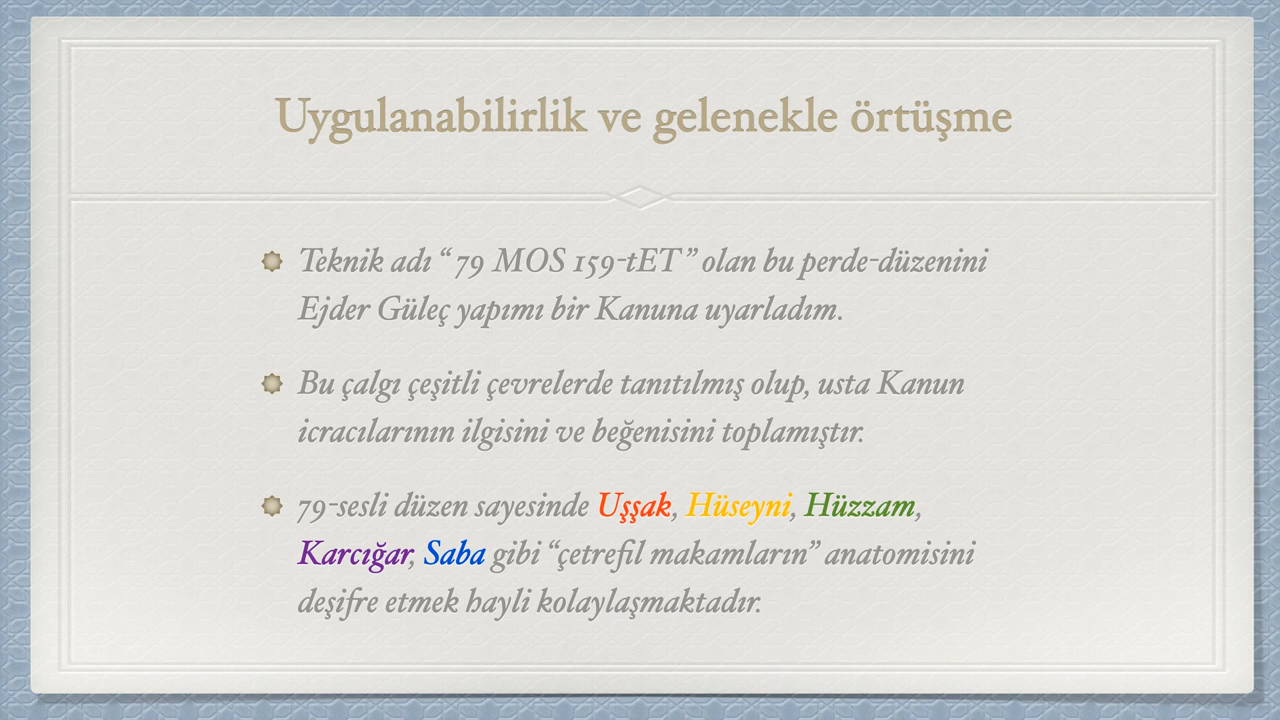 Uygulanabilirlik ve gelenekle örtüşme
Teknik adı “79 MOS 159-tET” olan bu perde-düzenini
Ejder Güleç yapımı bir Kanuna uyarladım.
Bu çalgı çeşitli çevrelerde tanıtılmış olup, usta Kanun
icracılarının ilgisini ve beğenisini toplamıştır.
79-sesli düzen sayesinde Uşşak, Hüseyni, Hüzzam,
Karcığar, Saba gibi “çetrefil makamların” anatomisini
deşifre etmek hayli kolaylaşmaktadır.